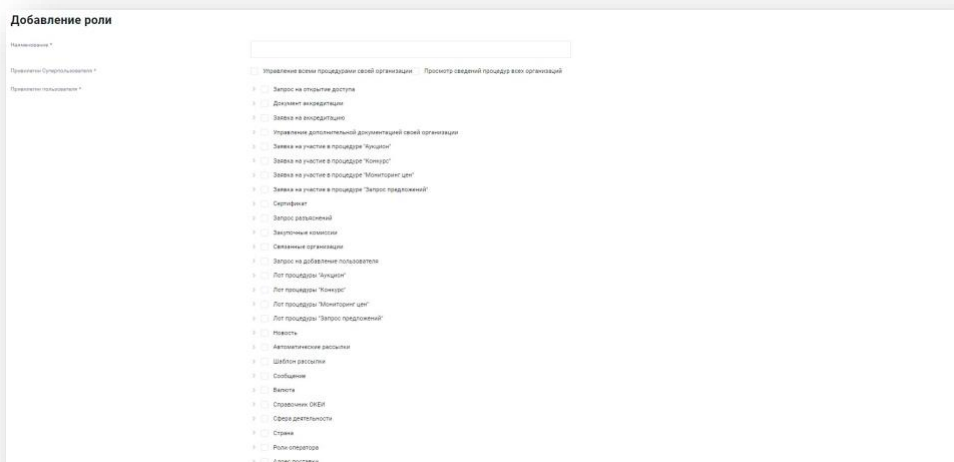 Добавление роли
Наименование *
Привилегии Суперпользователя * Управление всеми процедурами своей организации Просмотр сведений процедур всех организаций
Привилегии пользователя * Запрос на открытие доступа
Документ аккредитации
Заявка на аккредитацию
Управление дополнительной документацией своей организации
Заявка на участие в процедуре "Аукцион"
Заявка на участие в процедуре "Конкурс"
Заявка на участие в процедуре "Мониторинг цен"
Заявка на участие в процедуре "Запрос предложений"
Сертификат
Запрос разъяснений
Закупочные комиссии
Связанные организации
Запрос на добавление пользователя
Лот процедуры "Аукцион"
Лот процедуры "Конкурс"
Лот процедуры "Мониторинг цен"
Лот процедуры "Запрос предложений"
Новость
Автоматические рассылки
Шаблон рассылки
Сообщение
Валюта
Справочник ОКЕИ
Сфера деятельности
Страна
Роли оператора
Адрес поставки